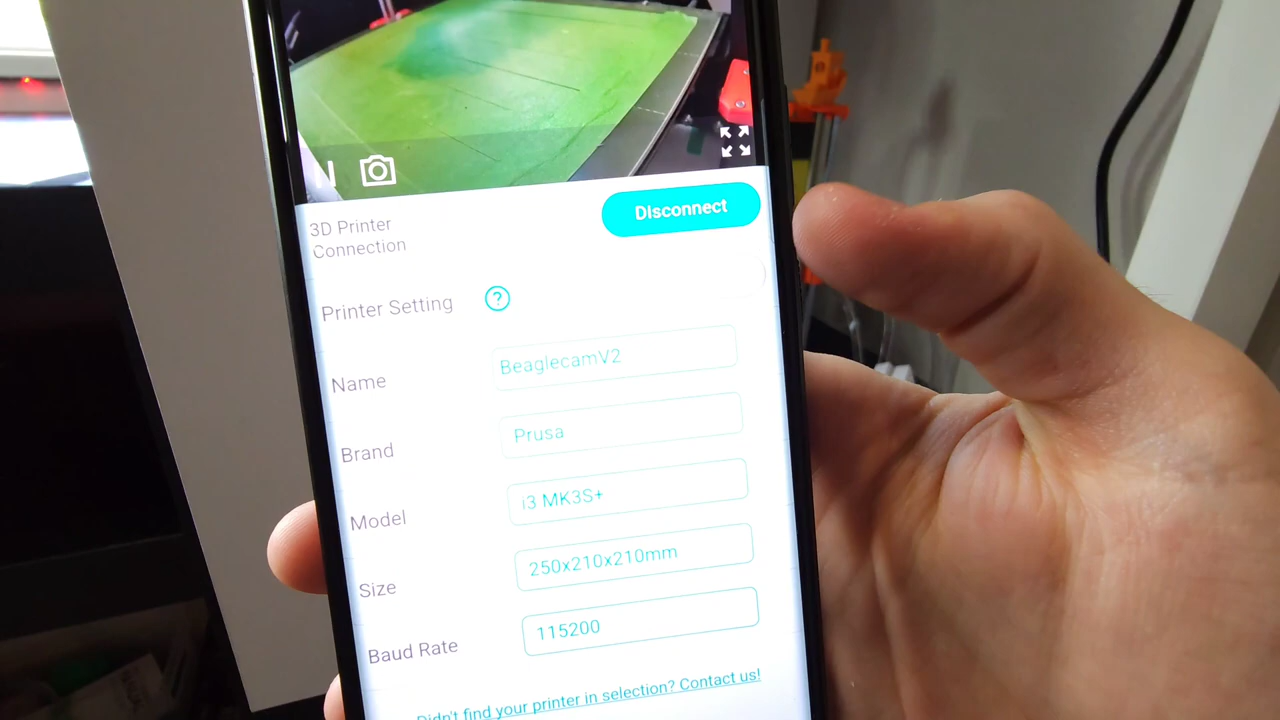 3D Printer
Connection
Disconnect
Printer Setting ?
Name BeaglecamV2
Brand Prusa
Model i3 MK3S+
Size 250x210x210mm
Baud Rate 115200
Didn't find your printer in selection? Contact us!